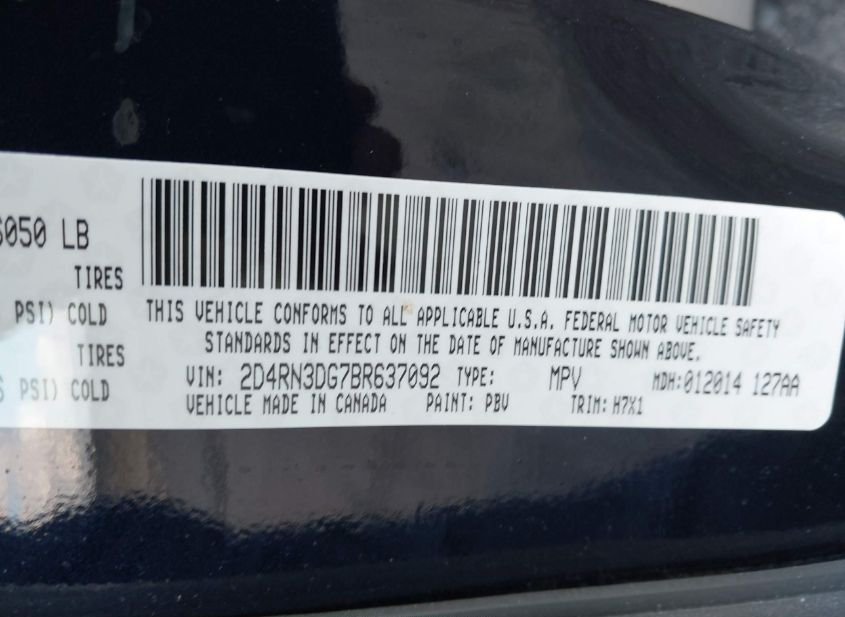 6050 LB
TIRES
PSI) COLD
THIS VEHICLE CONFORMS TO ALL APPLICABLE U.S.A. FEDERAL MOTOR VEHICLE SAFETY
STANDARDS IN EFFECT ON THE DATE OF MANUFACTURE SHOWN ABOVE.
TIRES
VIN: 2D4RN3DG7BR637092 TYPE: MPV MDH:012014 127AA
PSI) COLD
VEHICLE MADE IN CANADA PAINT: PBV TRIM: H7X1